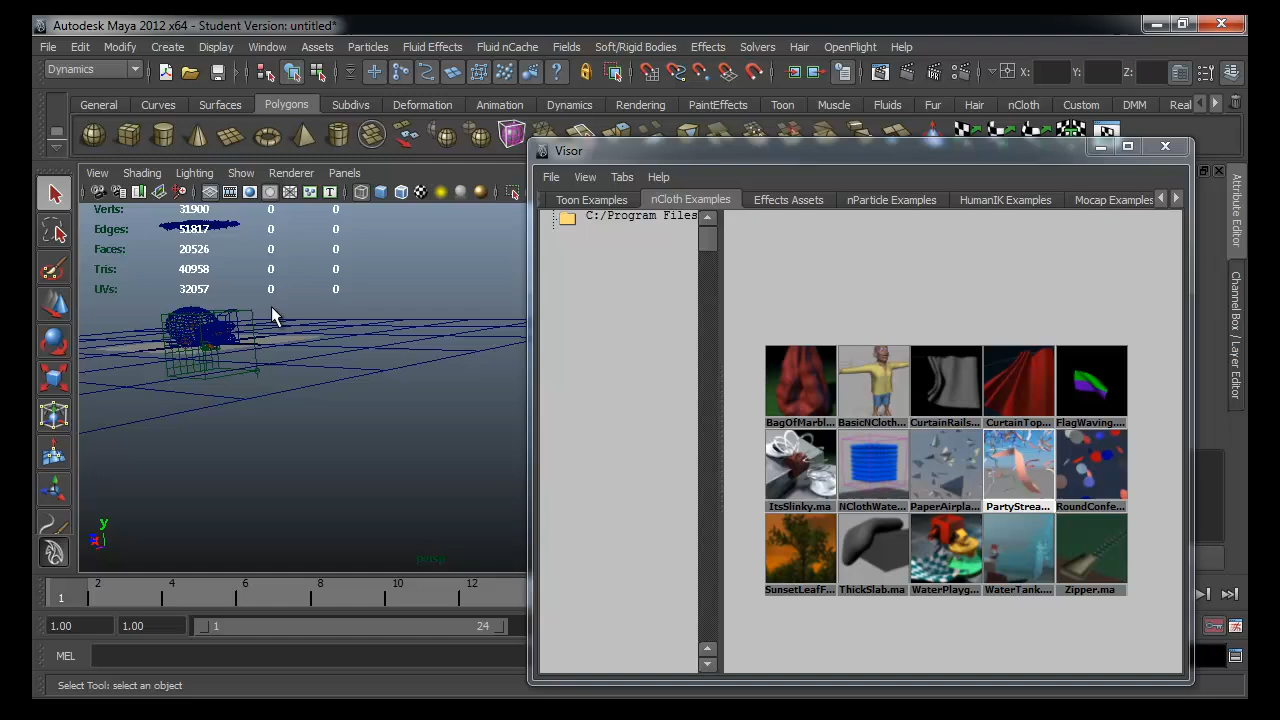 Autodesk Maya 2012 x64 - Student Version: untitled*
File Edit Modify Create Display Window Assets Particles Fluid Effects Fluid nCache Fields Soft/Rigid Bodies Effects Solvers Hair OpenFlight Help
Dynamics X: Y: Z:
General Curves Surfaces Polygons Subdivs Deformation Animation Dynamics Rendering PaintEffects Toon Muscle Fluids Fur Hair nCloth Custom DMM Real
Visor
View Shading Lighting Show Renderer Panels
File View Tabs Help
Toon Examples nCloth Examples Effects Assets nParticle Examples HumanIK Examples Mocap Examples
Verts: 31900 0 0
C:/Program Files
Edges: 51817 0 0
Faces: 20526 0 0
Tris: 40958 0 0
UVs: 32057 0 0
Attribute Editor
Channel Box / Layer Editor
BagOfMarbl... BasicNCloth... CurtainRails... CurtainTop... FlagWaving....
ItsSlinky.ma NClothWate... PaperAirpla... PartyStrea... RoundConfe...
SunsetLeafF... ThickSlab.ma WaterPlayg... WaterTank.... Zipper.ma
y
persp
2 4 6 8 10 12
1
1.00 1.00 1 24
MEL
Select Tool: select an object